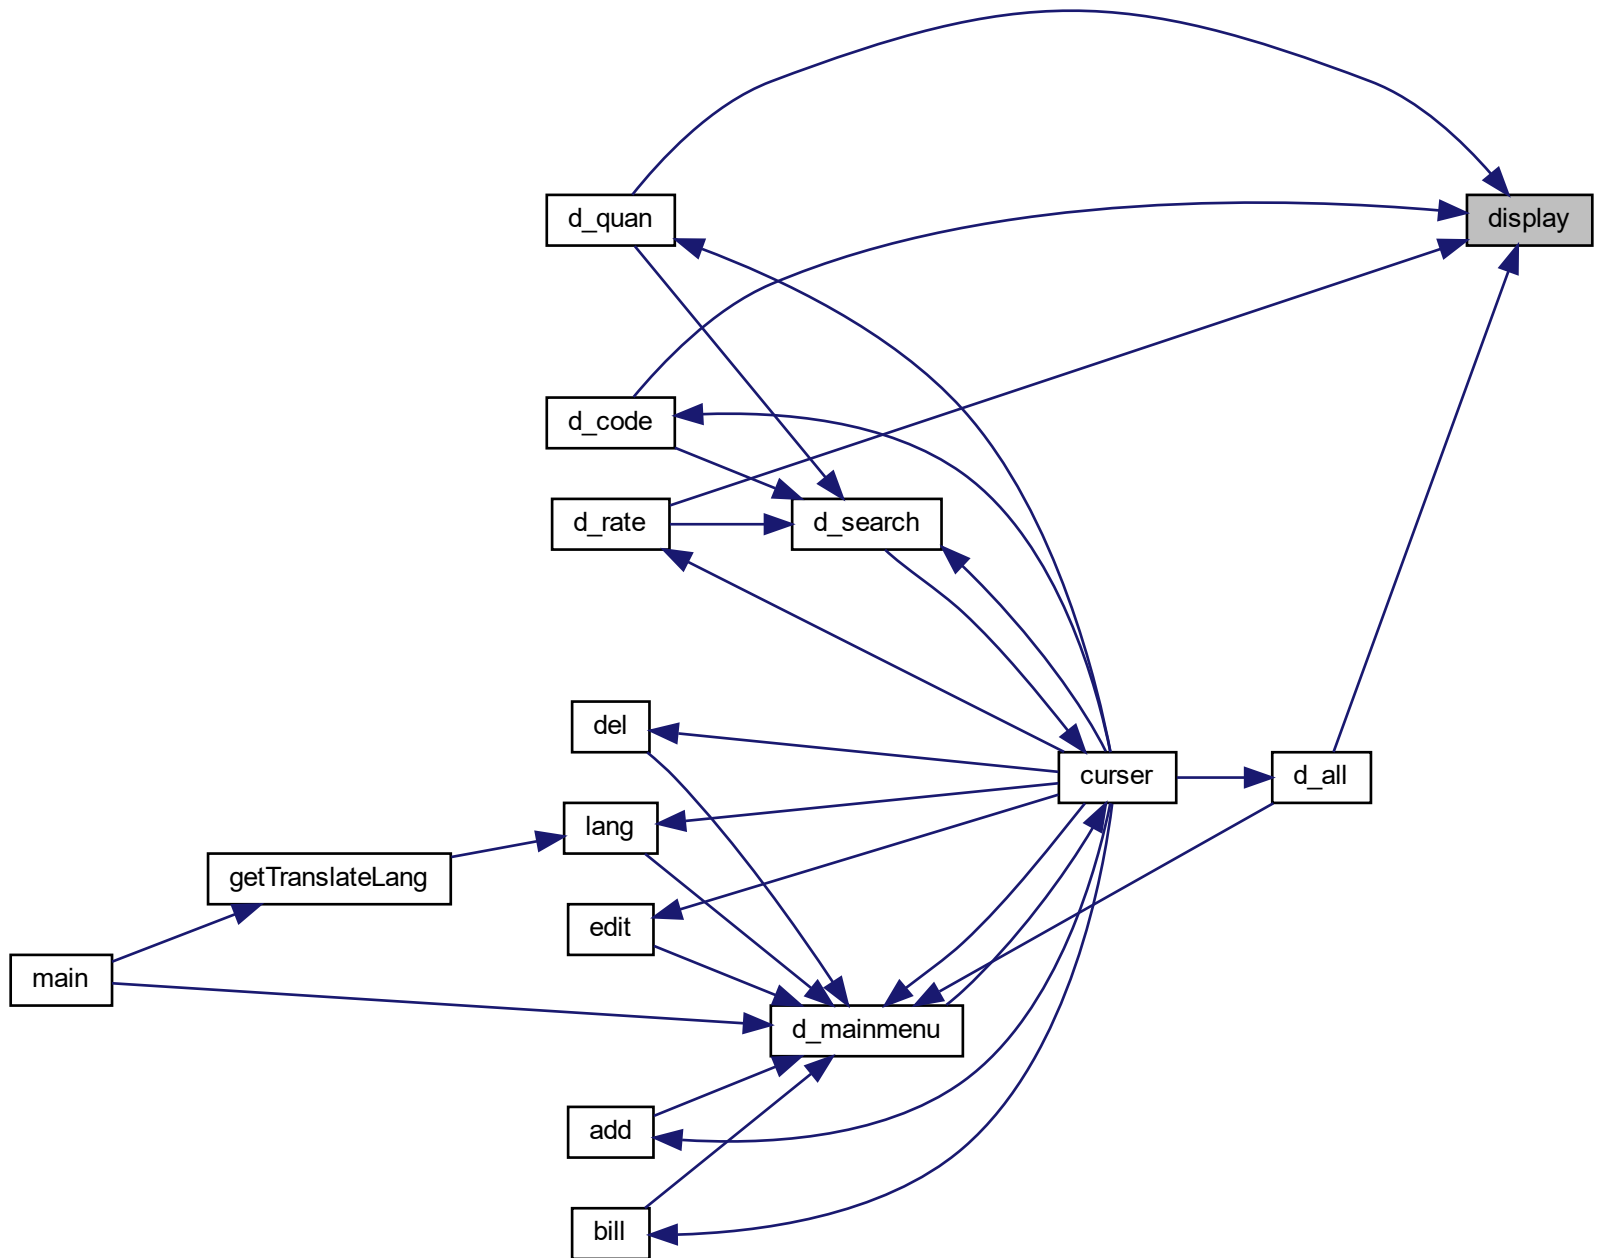 d_quan
display
d_code
d_rate
d_search
del
curser
d_all
lang
getTranslateLang
edit
main
d_mainmenu
add
bill